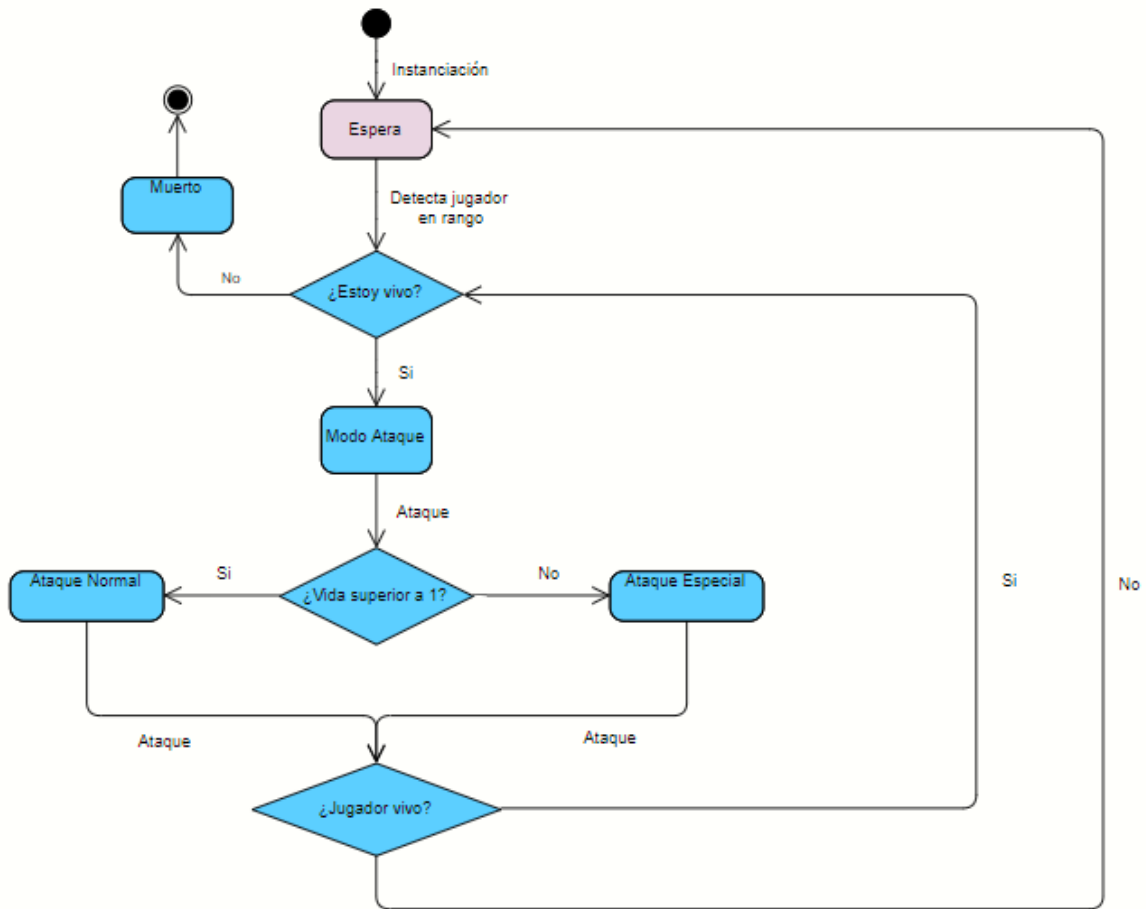 Instanciación
Espera
Muerto
Detecta jugador
en rango
No
¿Estoy vivo?
Si
Modo Ataque
Ataque
Ataque Normal
Si
¿Vida superior a 1?
No
Ataque Especial
Si
No
Ataque
Ataque
¿Jugador vivo?